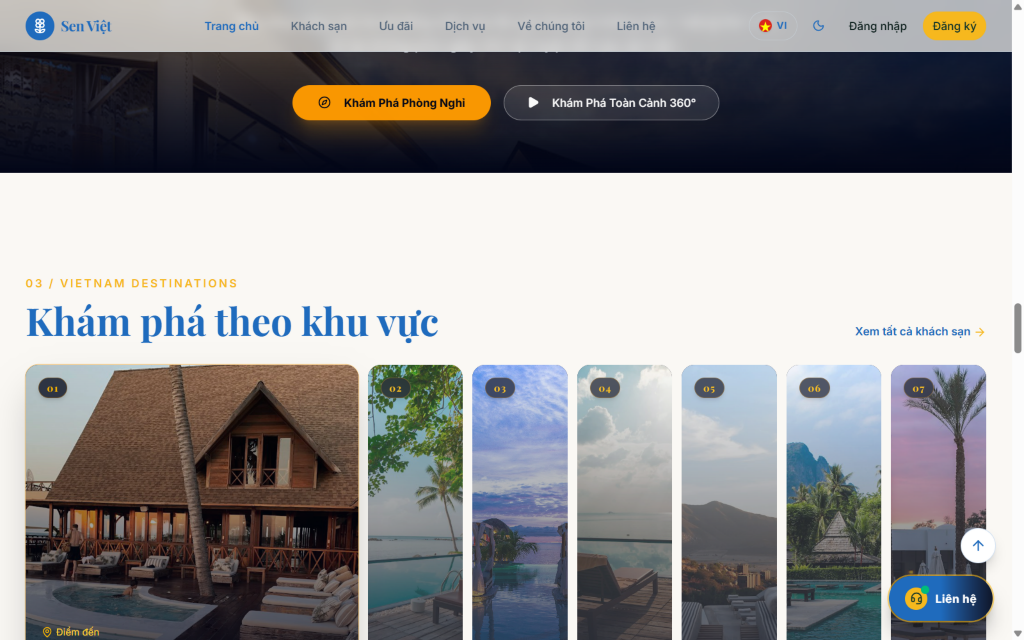 Sen Việt
Trang chủ
Khách sạn
Ưu đãi
Dịch vụ
Về chúng tôi
Liên hệ
VI
Đăng nhập
Đăng ký
Khám Phá Phòng Nghỉ
Khám Phá Toàn Cảnh 360°
03 / VIETNAM DESTINATIONS
Khám phá theo khu vực
Xem tất cả khách sạn →
01
02
03
04
05
06
07
Điểm đến
Liên hệ